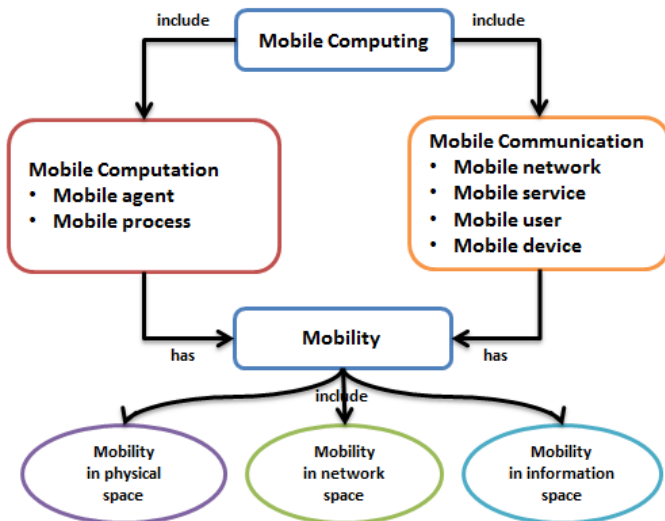 include
Mobile Computing
include
Mobile Computation
• Mobile agent
• Mobile process
Mobile Communication
• Mobile network
• Mobile service
• Mobile user
• Mobile device
has
Mobility
has
include
Mobility
in physical
space
Mobility
in network
space
Mobility
in information
space